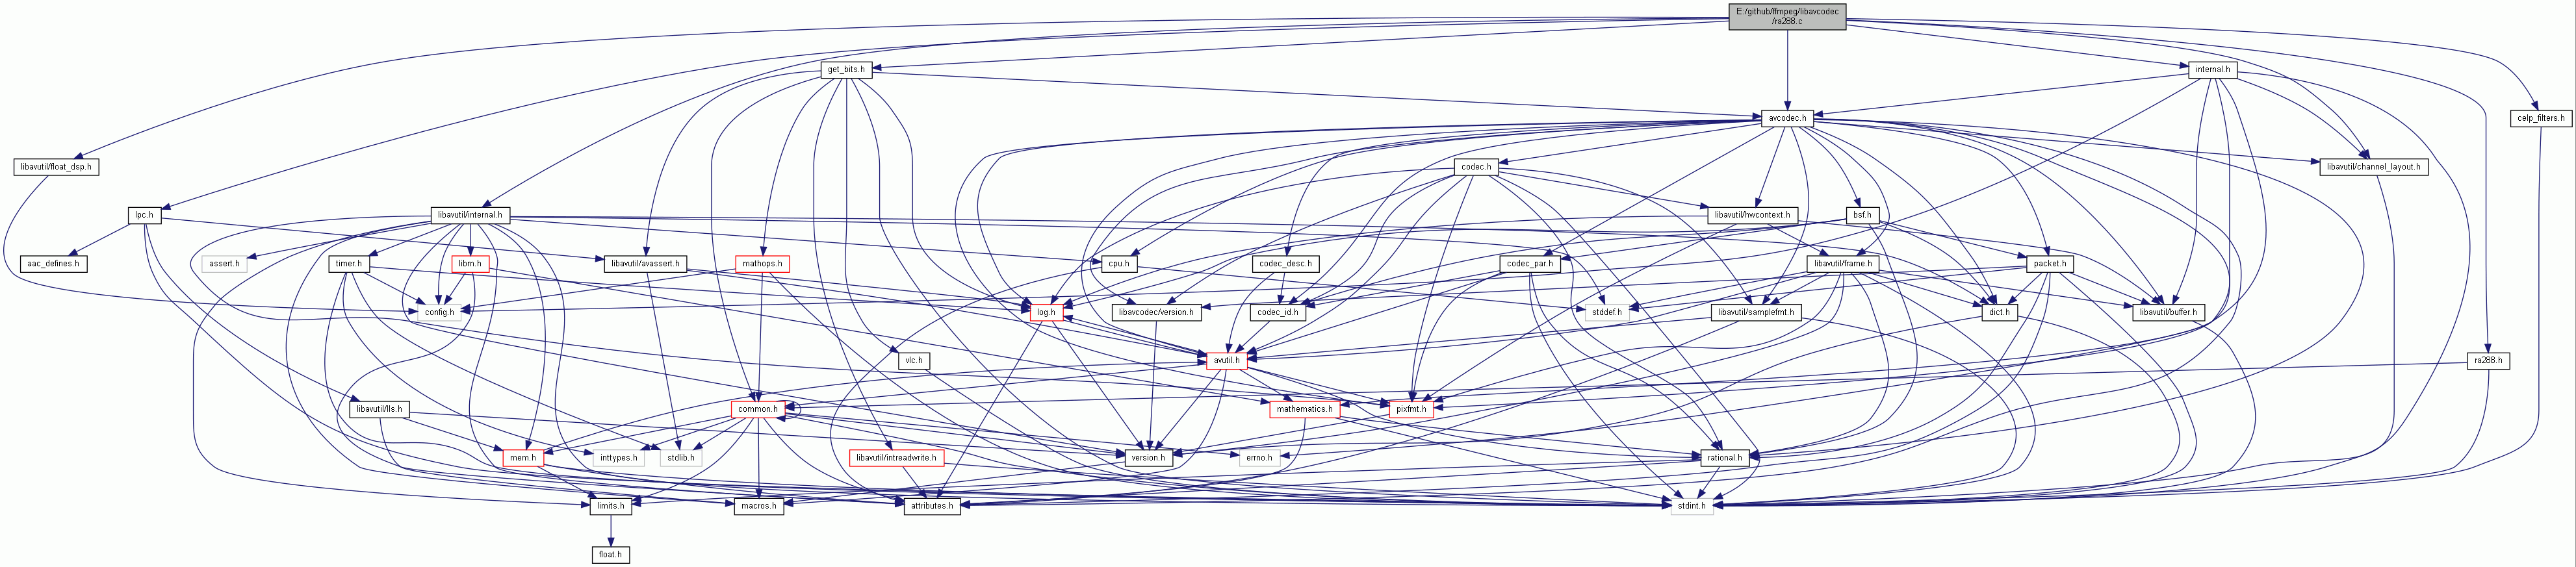 E:/github/ffmpeg/libavcodec
/ra288.c
get_bits.h
internal.h
avcodec.h
celp_filters.h
libavutil/float_dsp.h
codec.h
libavutil/channel_layout.h
lpc.h
libavutil/internal.h
libavutil/hwcontext.h
bsf.h
aac_defines.h
assert.h
timer.h
libm.h
libavutil/avassert.h
mathops.h
cpu.h
codec_desc.h
codec_par.h
libavutil/frame.h
packet.h
config.h
log.h
libavcodec/version.h
codec_id.h
stddef.h
libavutil/samplefmt.h
dict.h
libavutil/buffer.h
vlc.h
avutil.h
ra288.h
libavutil/lls.h
common.h
mathematics.h
pixfmt.h
mem.h
inttypes.h
stdlib.h
libavutil/intreadwrite.h
version.h
errno.h
rational.h
limits.h
macros.h
attributes.h
stdint.h
float.h